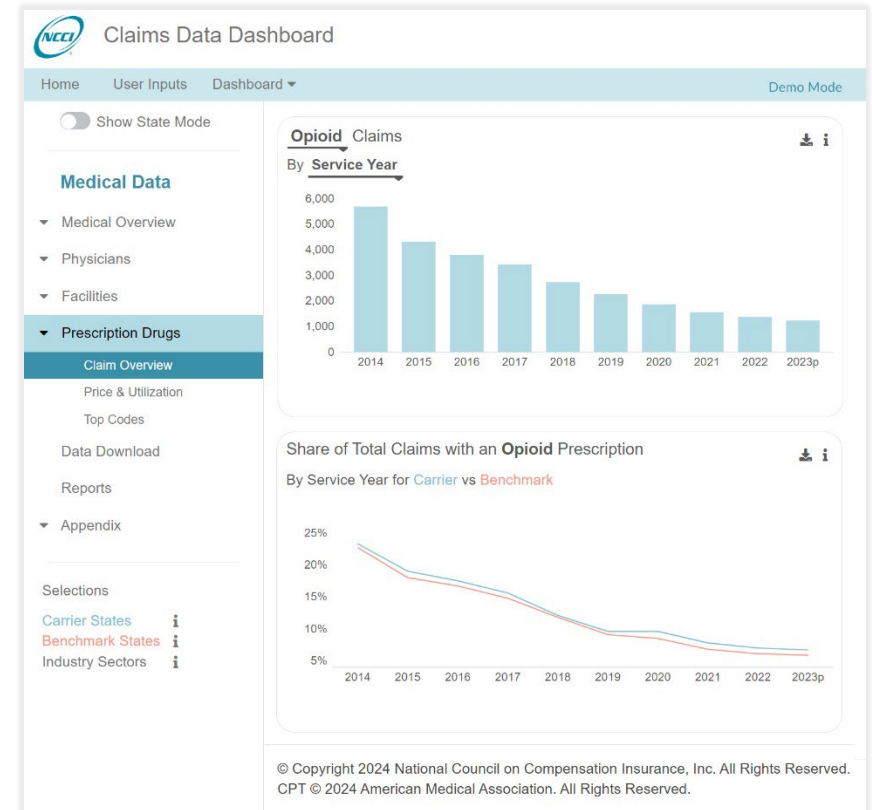 NCCI
Claims Data Dashboard
Home User Inputs Dashboard
Demo Mode
Show State Mode
Medical Data
Medical Overview
Physicians
Facilities
Prescription Drugs
Claim Overview
Price & Utilization
Top Codes
Data Download
Reports
Appendix
Selections
Carrier States i
Benchmark States i
Industry Sectors i
Opioid Claims
i
By Service Year
6,000
5,000
4,000
3,000
2,000
1,000
0
2014 2015 2016 2017 2018 2019 2020 2021 2022 2023p
Share of Total Claims with an Opioid Prescription
i
By Service Year for Carrier vs Benchmark
25%
20%
15%
10%
5%
2014 2015 2016 2017 2018 2019 2020 2021 2022 2023p
© Copyright 2024 National Council on Compensation Insurance, Inc. All Rights Reserved.
CPT © 2024 American Medical Association. All Rights Reserved.